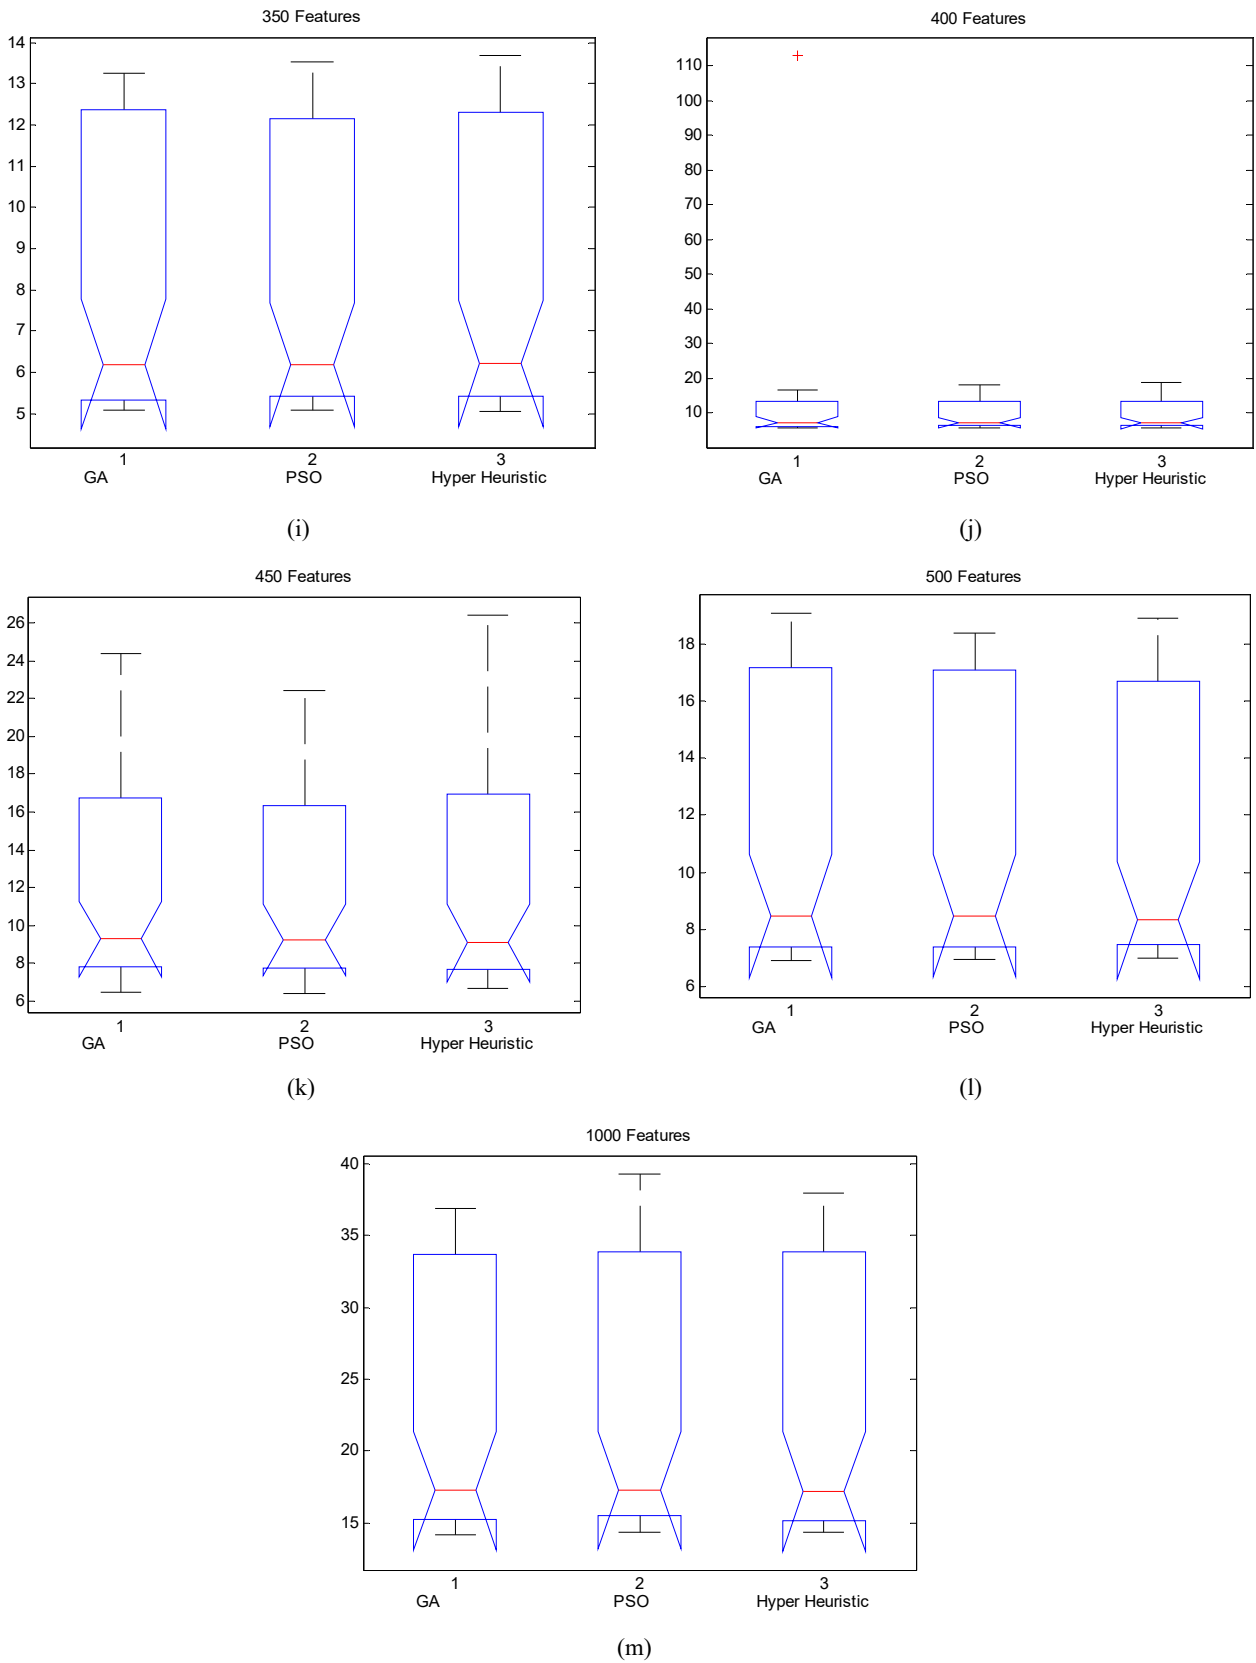 350 Features
14
13
12
11
10
9
8
7
6
5
1
2
3
GA
PSO
Hyper Heuristic
(i)
400 Features
110
100
90
80
70
60
50
40
30
20
10
1
2
3
GA
PSO
Hyper Heuristic
(j)
450 Features
26
24
22
20
18
16
14
12
10
8
6
1
2
3
GA
PSO
Hyper Heuristic
(k)
500 Features
18
16
14
12
10
8
6
1
2
3
GA
PSO
Hyper Heuristic
(l)
1000 Features
40
35
30
25
20
15
1
2
3
GA
PSO
Hyper Heuristic
(m)